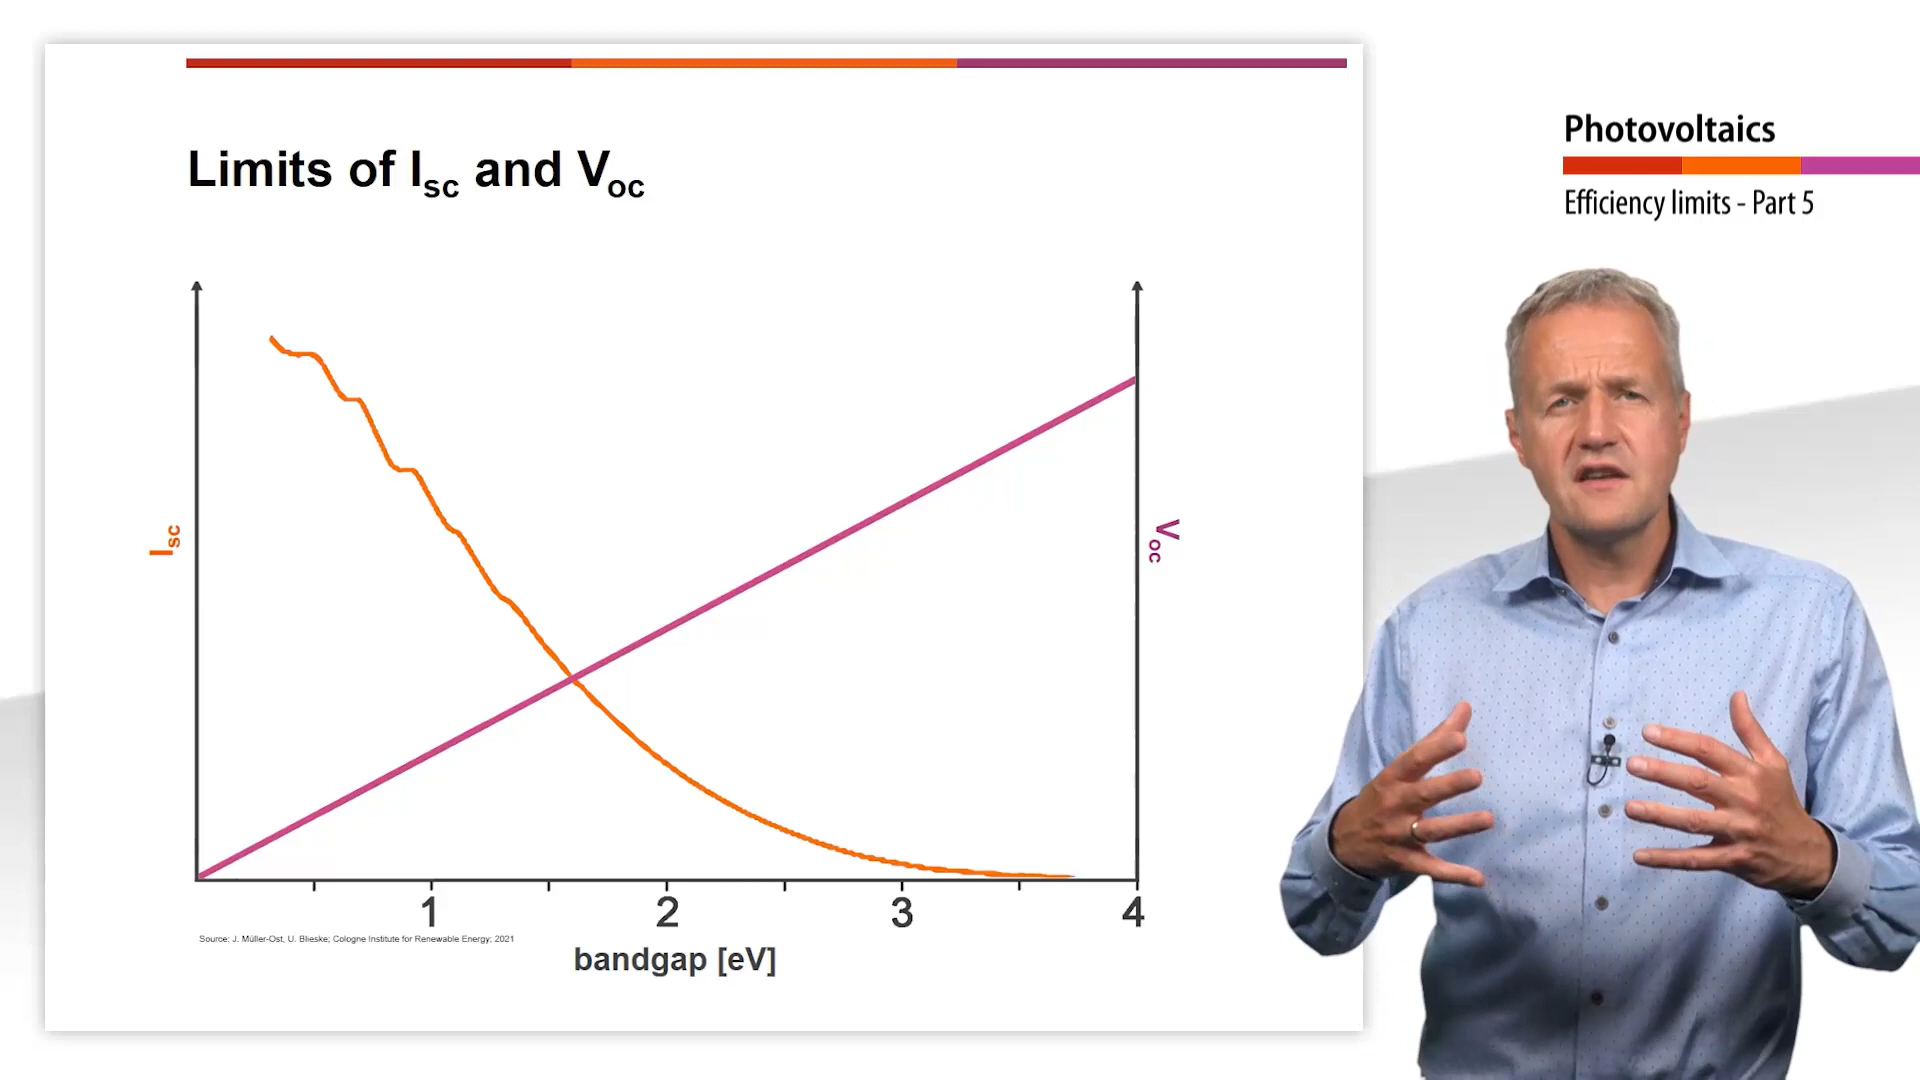 Limits of Isc and Voc
Isc
Voc
1 2 3 4
Source: J. Müller-Ost, U. Blieske; Cologne Institute for Renewable Energy; 2021
bandgap [eV]
Photovoltaics
Efficiency limits - Part 5